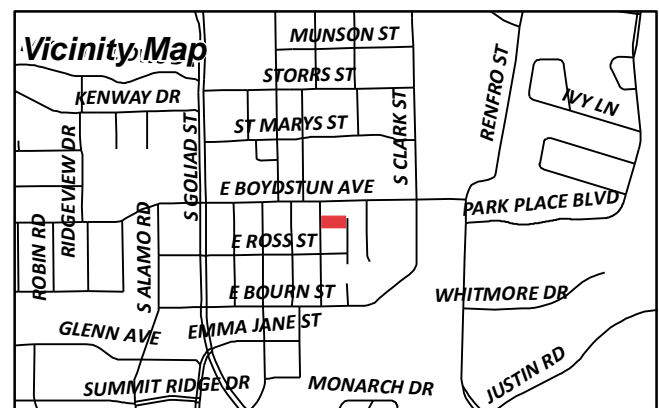 Vicinity Map
MUNSON ST
STORRS ST
KENWAY DR
ST MARYS ST
S GOLIAD ST
S CLARK ST
RENFRO ST
IVY LN
RIDGEVIEW DR
E BOYDSTUN AVE
PARK PLACE BLVD
ROBIN RD
S ALAMO RD
E ROSS ST
E BOURN ST
WHITMORE DR
GLENN AVE
EMMA JANE ST
SUMMIT RIDGE DR
MONARCH DR
JUSTIN RD